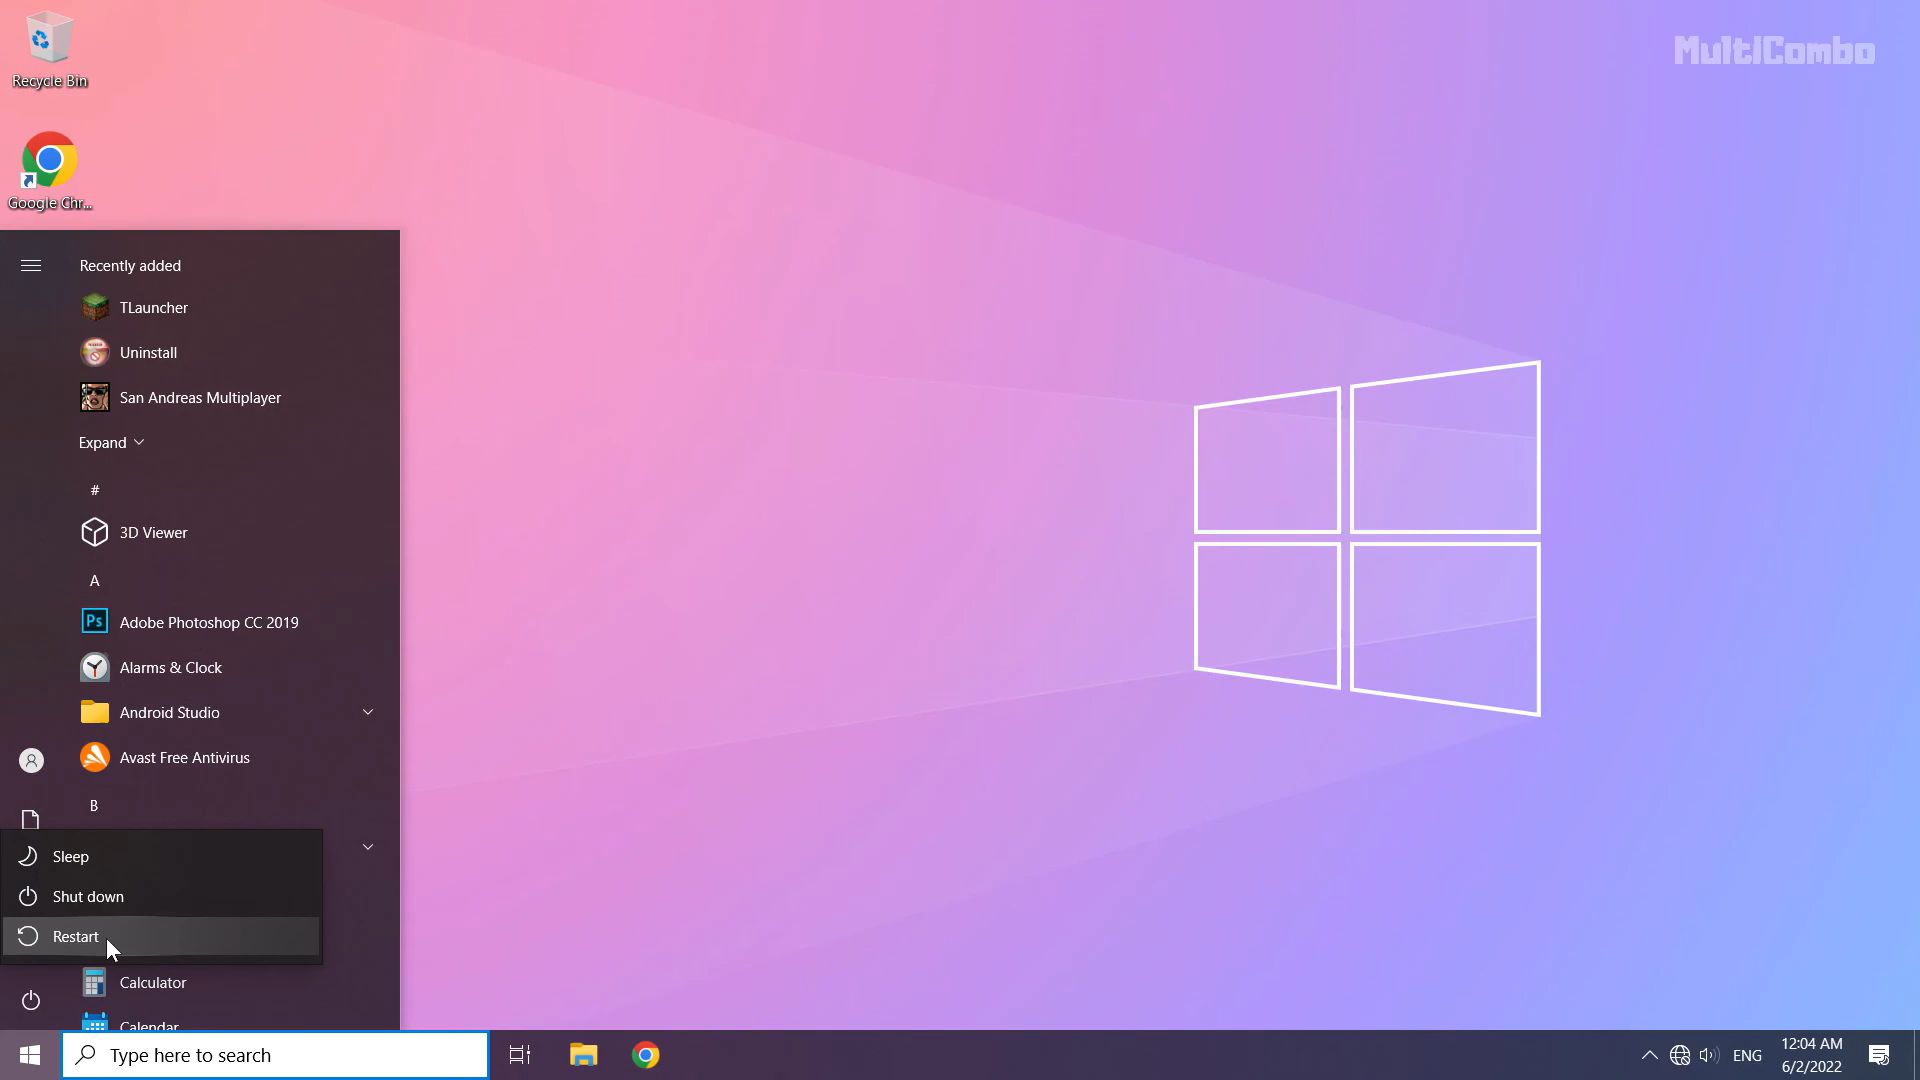 Recycle Bin
MultiCombo
Google Chr...
Recently added
TLauncher
Uninstall
San Andreas Multiplayer
Expand
#
3D Viewer
A
Ps
Adobe Photoshop CC 2019
Alarms & Clock
Android Studio
Avast Free Antivirus
B
Sleep
Shut down
Restart
Calculator
Calendar
Type here to search
ENG
12:04 AM
6/2/2022